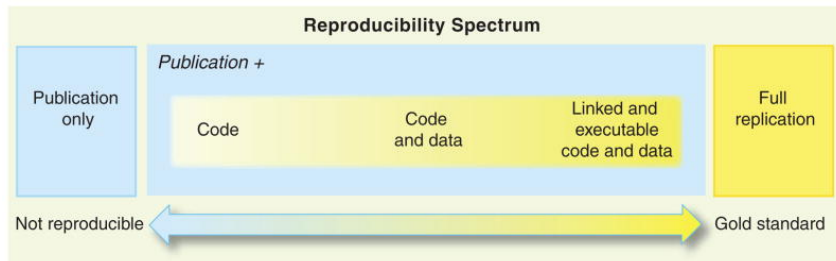 Reproducibility Spectrum
Publication
only
Publication +
Code
Code
and data
Linked and
executable
code and data
Full
replication
Not reproducible
Gold standard